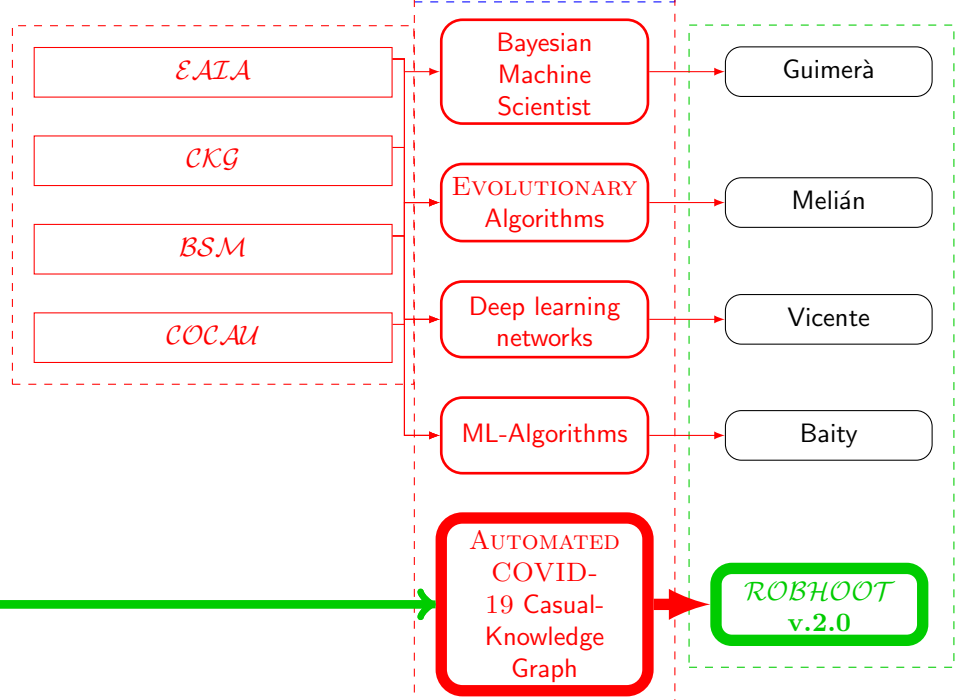 EAIA
CKG
BSM
COCAU
Bayesian
Machine
Scientist
EVOLUTIONARY
Algorithms
Deep learning
networks
ML-Algorithms
AUTOMATED
COVID-
19 Casual-
Knowledge
Graph
Guimerà
Melián
Vicente
Baity
ROBHOOT
v.2.0